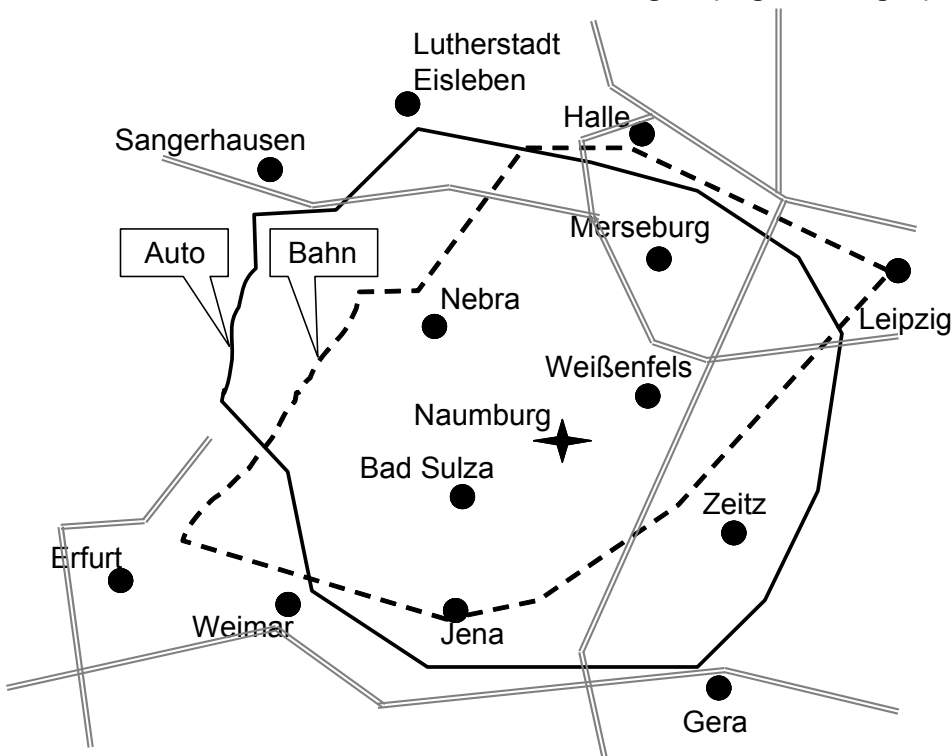 Lutherstadt
Eisleben
Halle
Sangerhausen
Merseburg
Auto
Bahn
Nebra
Leipzig
Weißenfels
Naumburg
Bad Sulza
Zeitz
Erfurt
Weimar
Jena
Gera